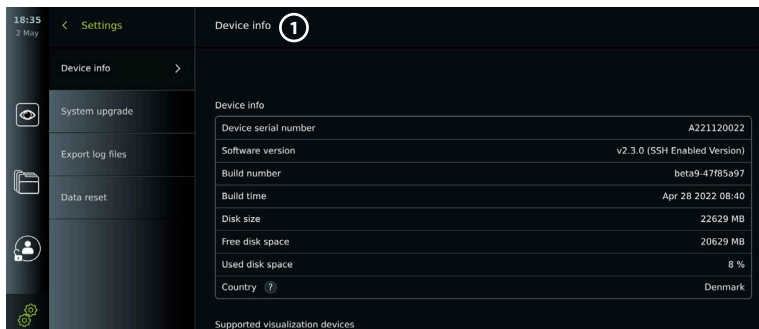 18:35
2 May
Settings
Device info
System upgrade
Export log files
Data reset
Device info 1
Device info
Device serial number A221120022
Software version v2.3.0 (SSH Enabled Version)
Build number beta9-47f85a97
Build time Apr 28 2022 08:40
Disk size 22629 MB
Free disk space 20629 MB
Used disk space 8 %
Country ? Denmark
Supported visualization devices